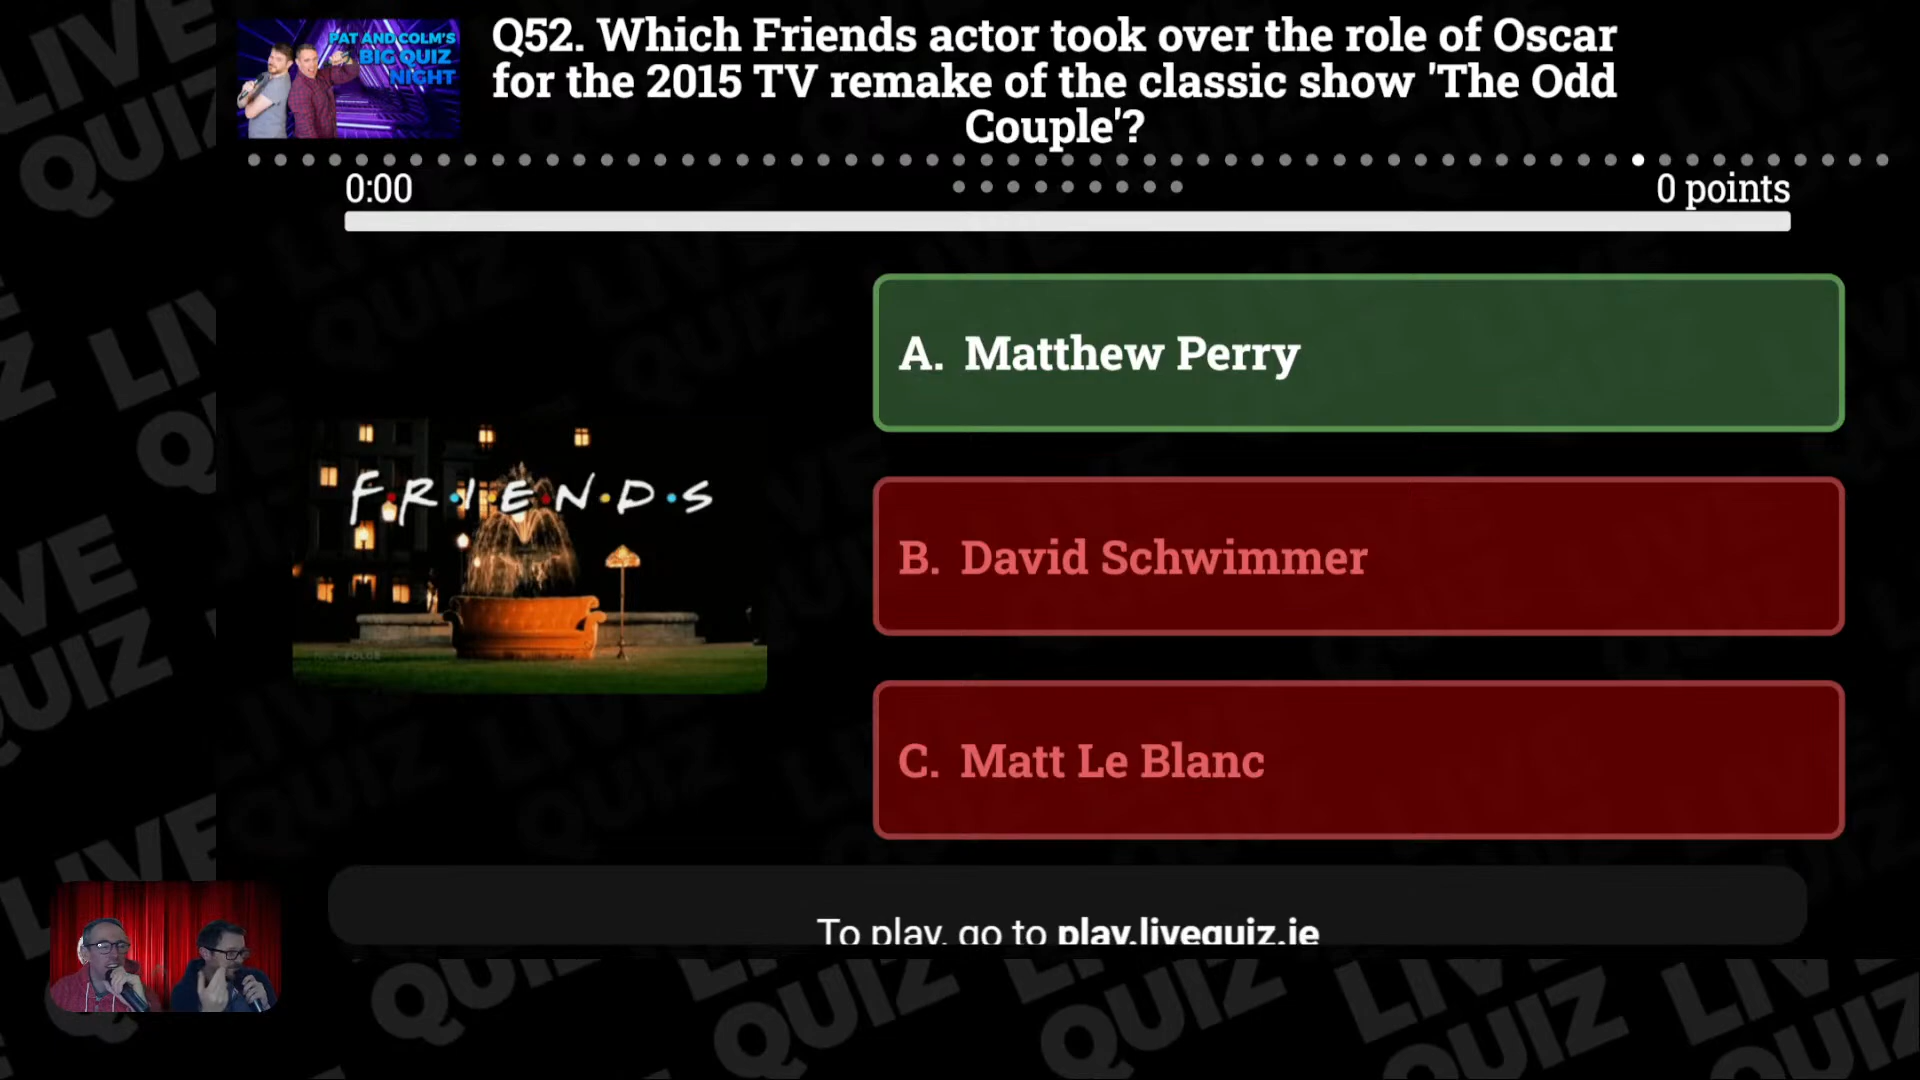 PAT AND COLM'S
BIG QUIZ
NIGHT
Q52. Which Friends actor took over the role of Oscar
for the 2015 TV remake of the classic show 'The Odd
Couple'?
0:00
0 points
A. Matthew Perry
B. David Schwimmer
C. Matt Le Blanc
F·R·I·E·N·D·S
To play, go to play.livequiz.ie
LIVE
QUIZ